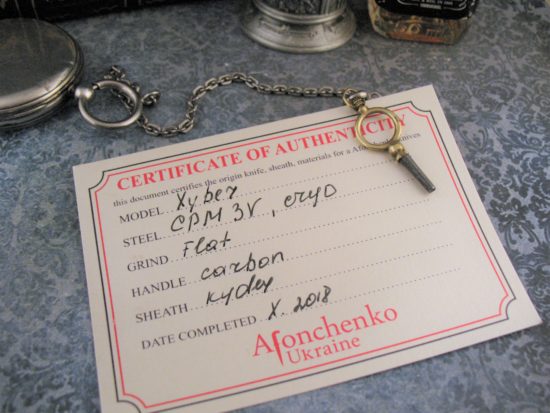 CERTIFICATE OF AUTHENTICITY
this document certifies the origin knife, sheath, materials for a
MODEL Xyber
STEEL CPM 3V, cryo
GRIND Flat
HANDLE carbon
SHEATH kydex
DATE COMPLETED X. 2018
Afonchenko
Ukraine